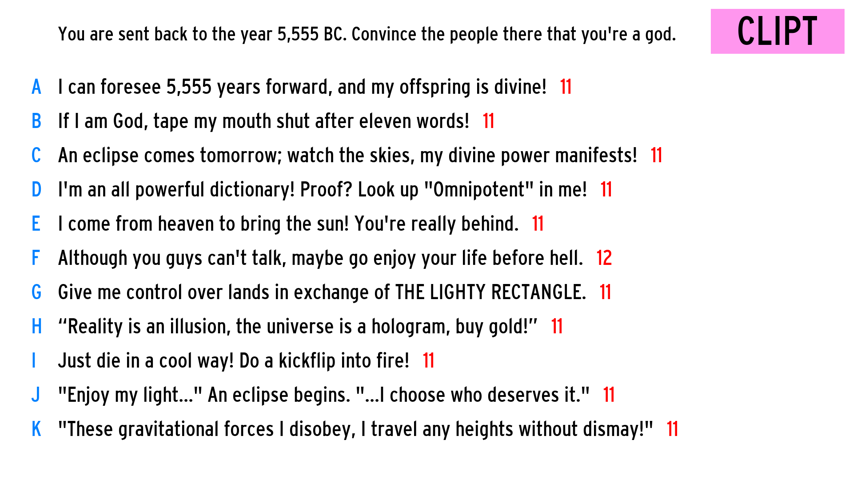 You are sent back to the year 5,555 BC. Convince the people there that you're a god.
CLIPT
A I can foresee 5,555 years forward, and my offspring is divine! 11
B If I am God, tape my mouth shut after eleven words! 11
C An eclipse comes tomorrow; watch the skies, my divine power manifests! 11
D I'm an all powerful dictionary! Proof? Look up "Omnipotent" in me! 11
E I come from heaven to bring the sun! You're really behind. 11
F Although you guys can't talk, maybe go enjoy your life before hell. 12
G Give me control over lands in exchange of THE LIGHTY RECTANGLE. 11
H “Reality is an illusion, the universe is a hologram, buy gold!” 11
I Just die in a cool way! Do a kickflip into fire! 11
J "Enjoy my light..." An eclipse begins. "...I choose who deserves it." 11
K "These gravitational forces I disobey, I travel any heights without dismay!" 11